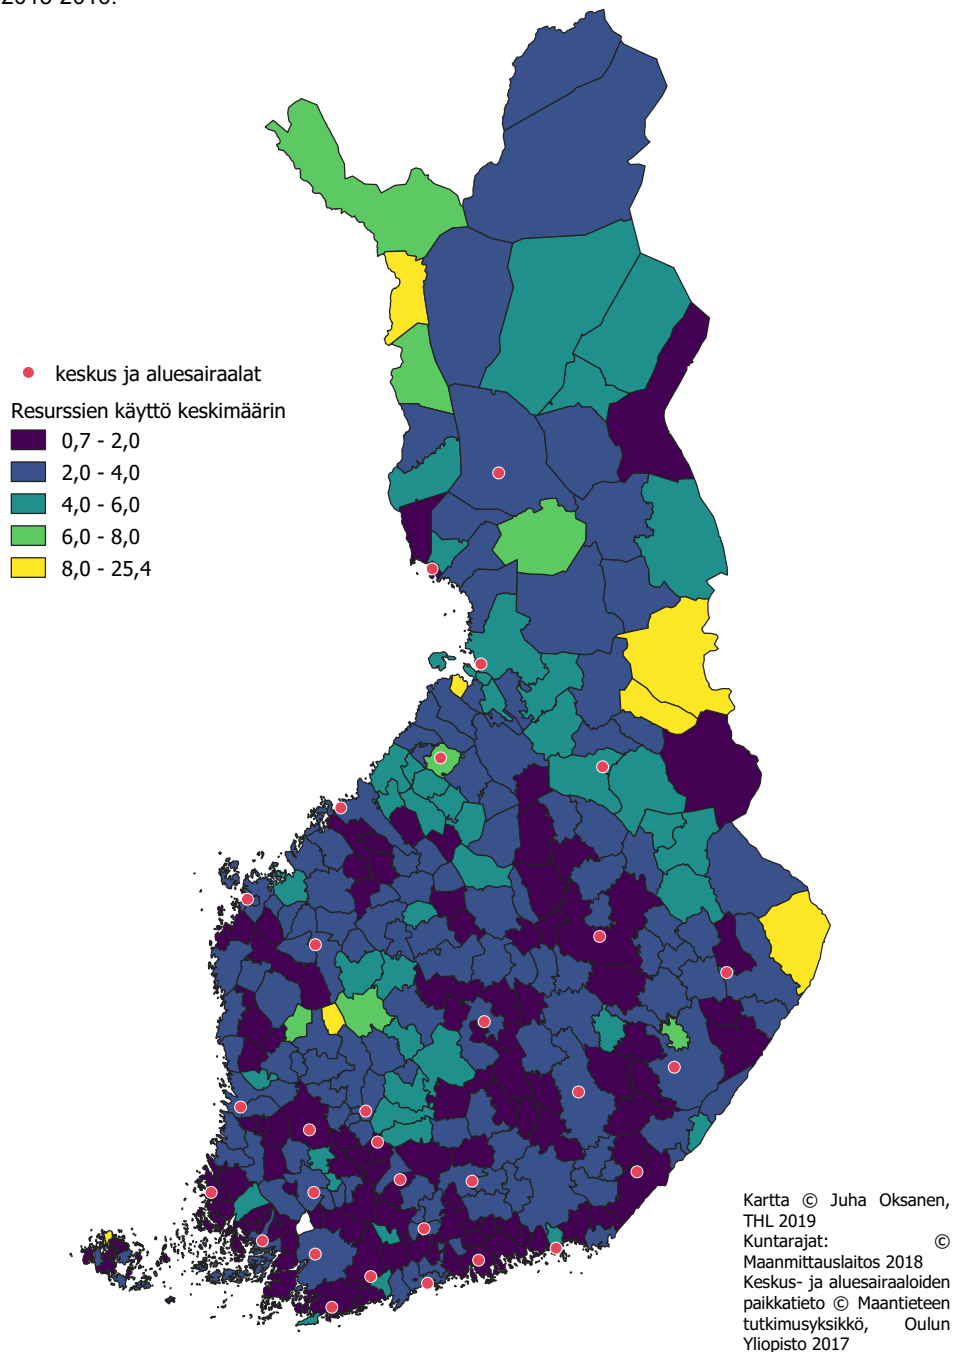 keskus ja aluesairaalat
Resurssien käyttö keskimäärin
0,7 - 2,0
2,0 - 4,0
4,0 - 6,0
6,0 - 8,0
8,0 - 25,4
Kartta © Juha Oksanen,
THL 2019
Kuntarajat: ©
Maanmittauslaitos 2018
Keskus- ja aluesairaaloiden
paikkatieto © Maantieteen
tutkimusyksikkö, Oulun
Yliopisto 2017